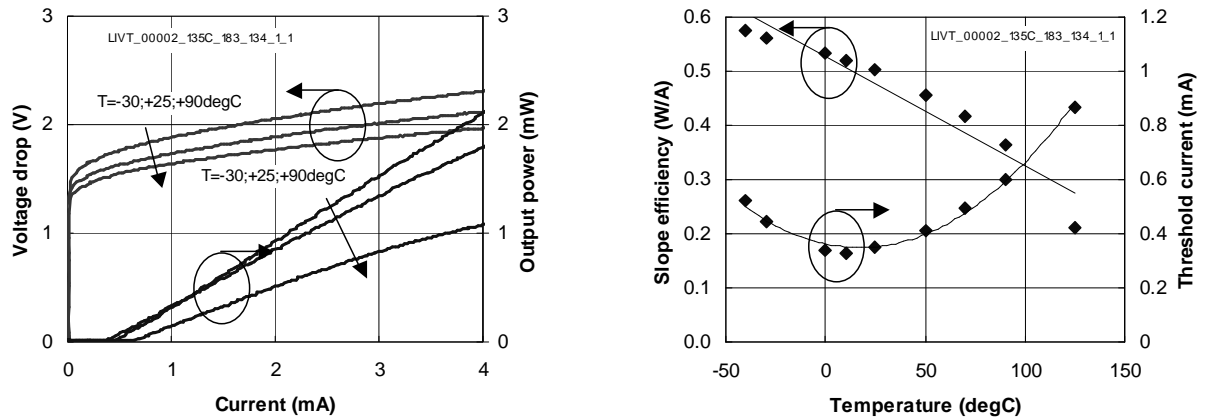 3
2
1
0
Voltage drop (V)
LIVT_00002_135C_183_134_1_1
T=-30;+25;+90degC
T=-30;+25;+90degC
3
2
1
0
Output power (mW)
0 1 2 3 4
Current (mA)
0.6
0.5
0.4
0.3
0.2
0.1
0.0
Slope efficiency (W/A)
LIVT_00002_135C_183_134_1_1
1.2
1
0.8
0.6
0.4
0.2
0
Threshold current (mA)
-50 0 50 100 150
Temperature (degC)